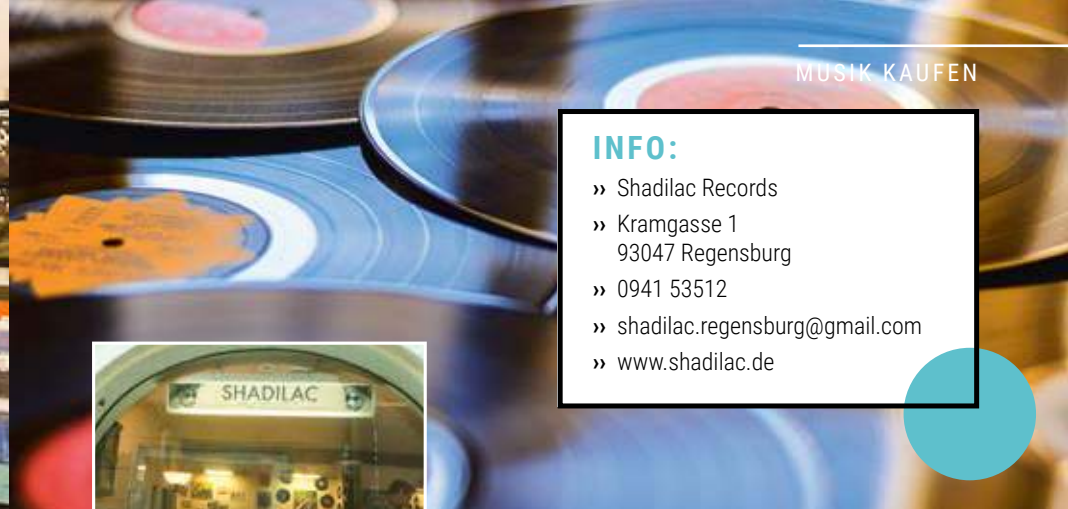 MUSIK KAUFEN
INFO:
›› Shadilac Records
›› Kramgasse 1
93047 Regensburg
›› 0941 53512
›› shadilac.regensburg@gmail.com
›› www.shadilac.de
SHADILAC